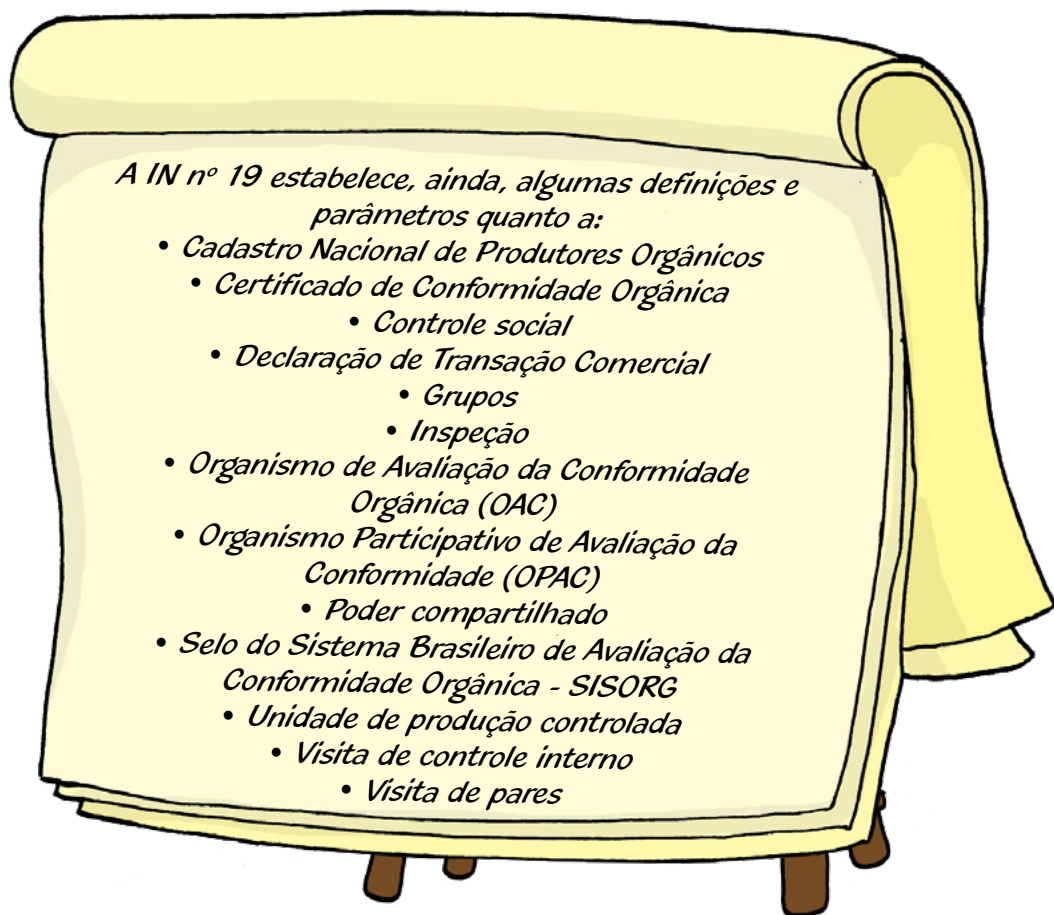 A IN nº 19 estabelece, ainda, algumas definições e
parâmetros quanto a:
• Cadastro Nacional de Produtores Orgânicos
• Certificado de Conformidade Orgânica
• Controle social
• Declaração de Transação Comercial
• Grupos
• Inspeção
• Organismo de Avaliação da Conformidade
Orgânica (OAC)
• Organismo Participativo de Avaliação da
Conformidade (OPAC)
• Poder compartilhado
• Selo do Sistema Brasileiro de Avaliação da
Conformidade Orgânica - SISORG
• Unidade de produção controlada
• Visita de controle interno
• Visita de pares